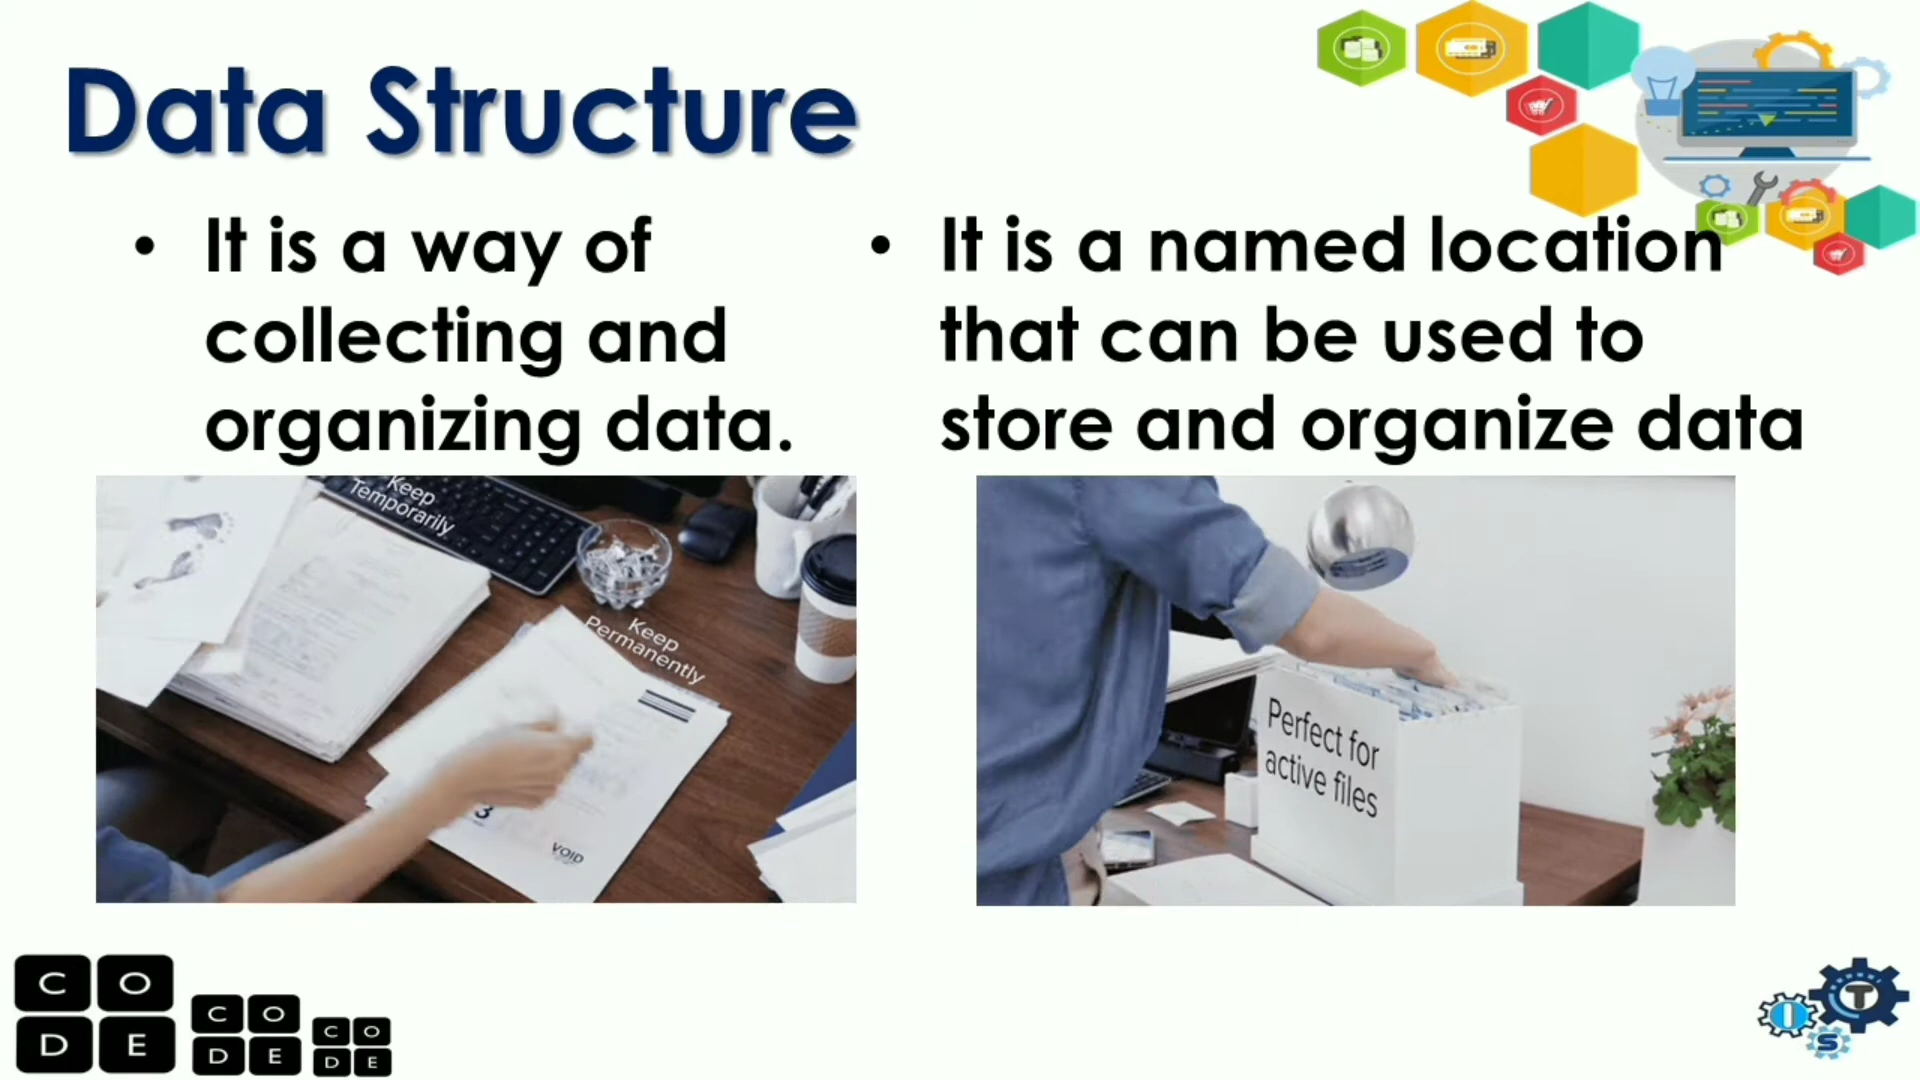 Data Structure
• It is a way of
collecting and
organizing data.
• It is a named location
that can be used to
store and organize data
Keep
Temporarily
Keep
Permanently
3
VOID
Perfect for
active files
C O
D E
C O
D E
C O
D E
I T
S